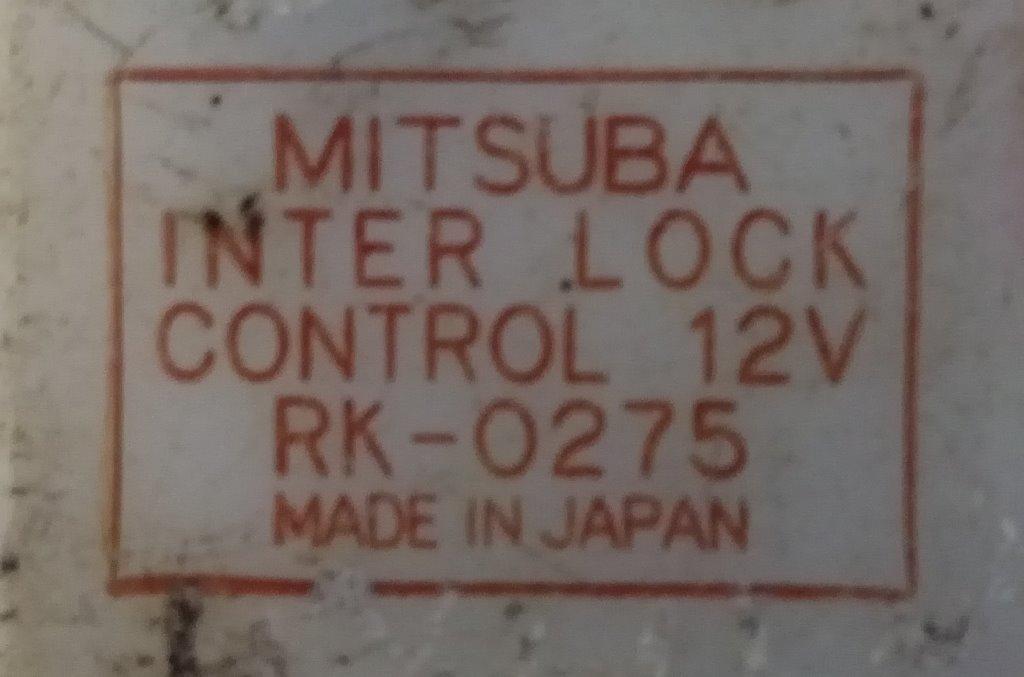 MITSUBA
INTER LOCK
CONTROL 12V
RK-0275
MADE IN JAPAN